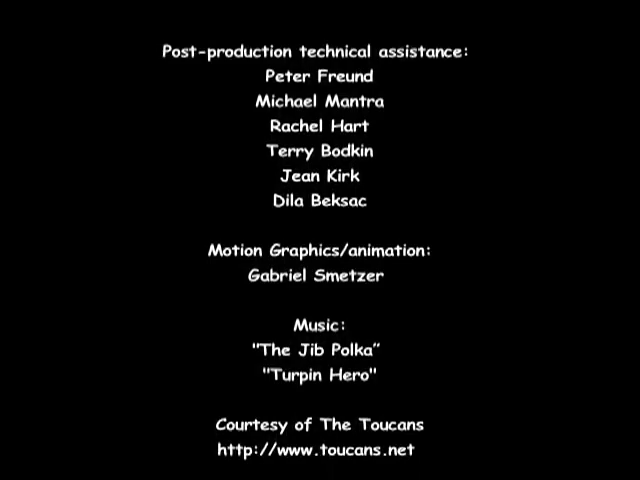 Post-production technical assistance:
Peter Freund
Michael Mantra
Rachel Hart
Terry Bodkin
Jean Kirk
Dila Beksac
Motion Graphics/animation:
Gabriel Smetzer
Music:
"The Jib Polka"
"Turpin Hero"
Courtesy of The Toucans
http://www.toucans.net